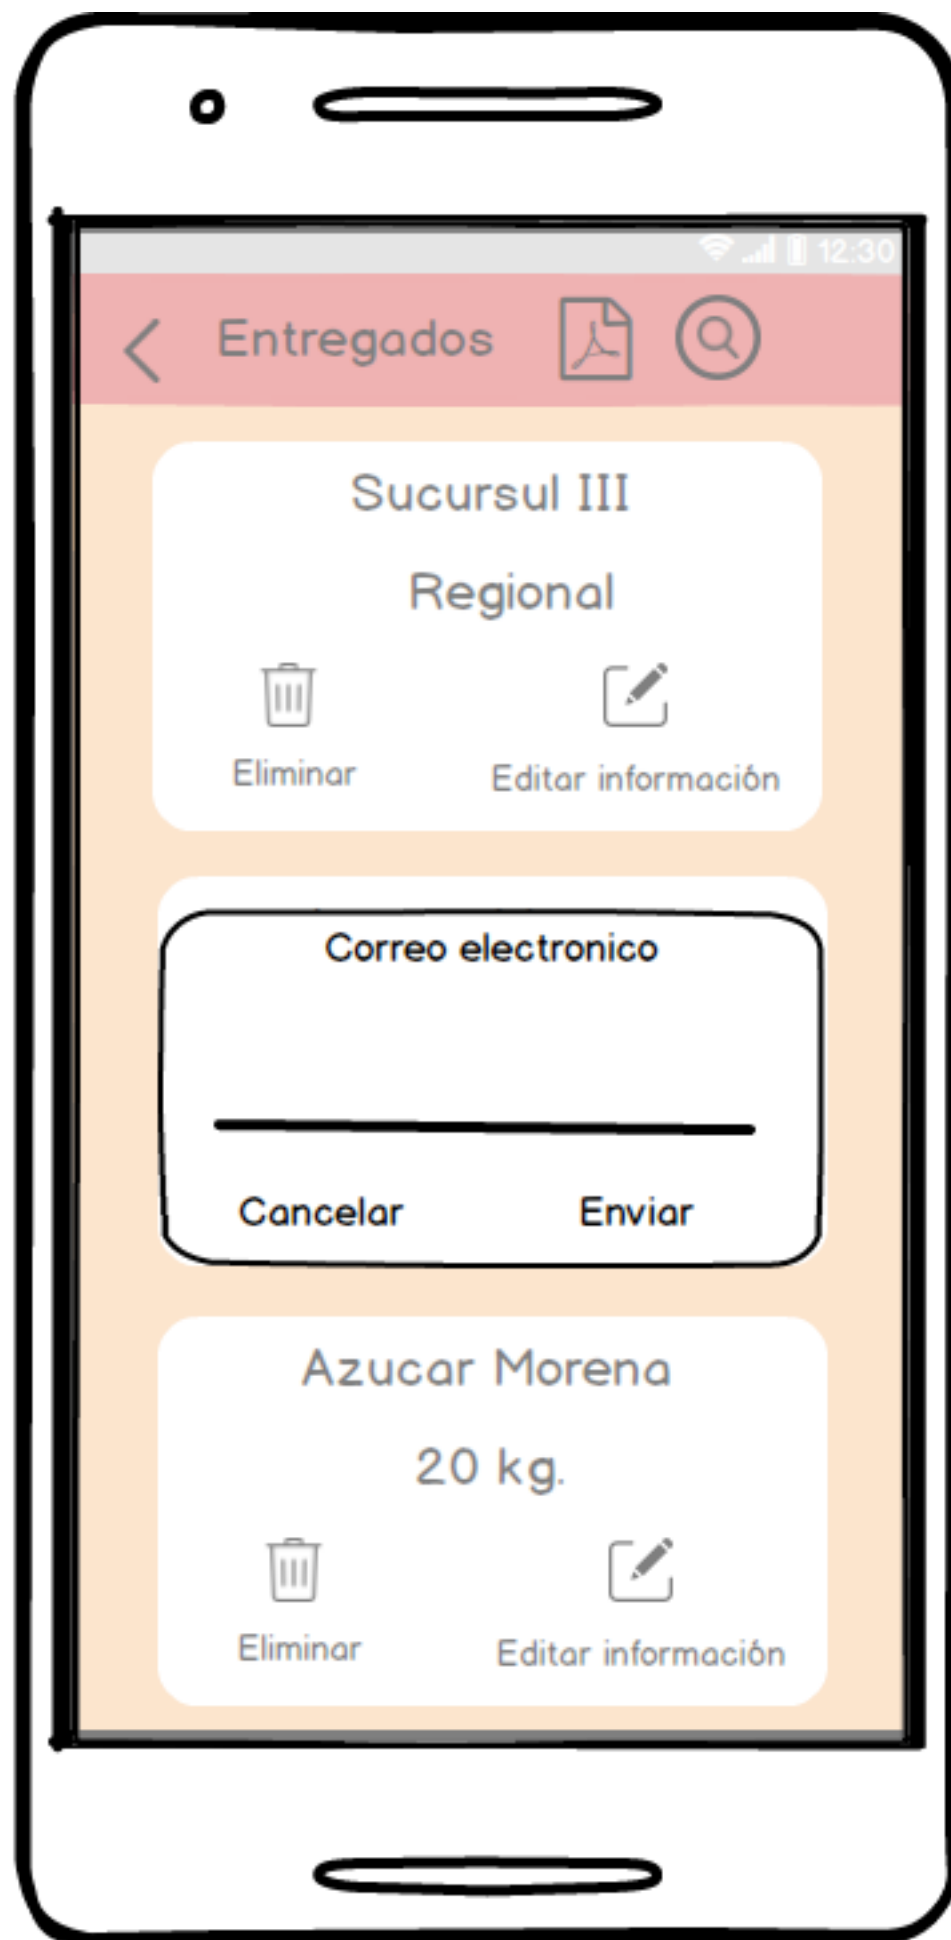 12:30
Entregados
Sucursul III
Regional
Eliminar Editar información
Correo electronico
Cancelar Enviar
Azucar Morena
20 kg.
Eliminar Editar información